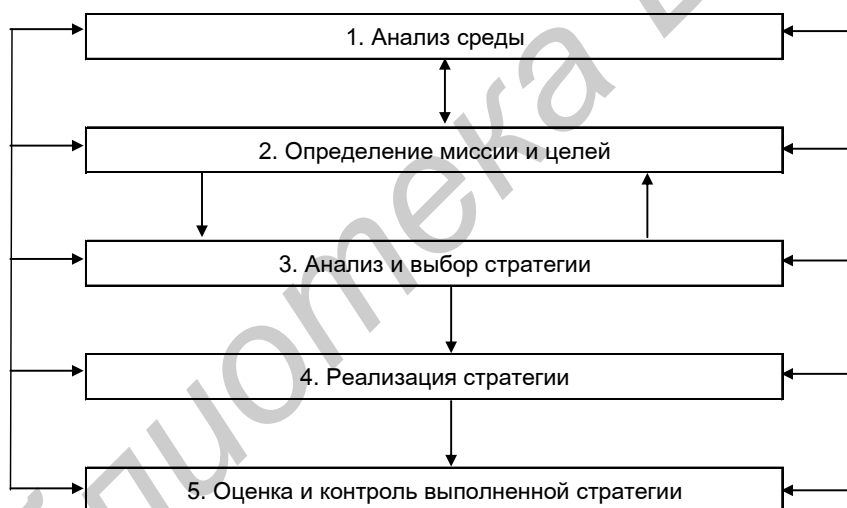 1. Анализ среды
2. Определение миссии и целей
3. Анализ и выбор стратегии
4. Реализация стратегии
5. Оценка и контроль выполненной стратегии